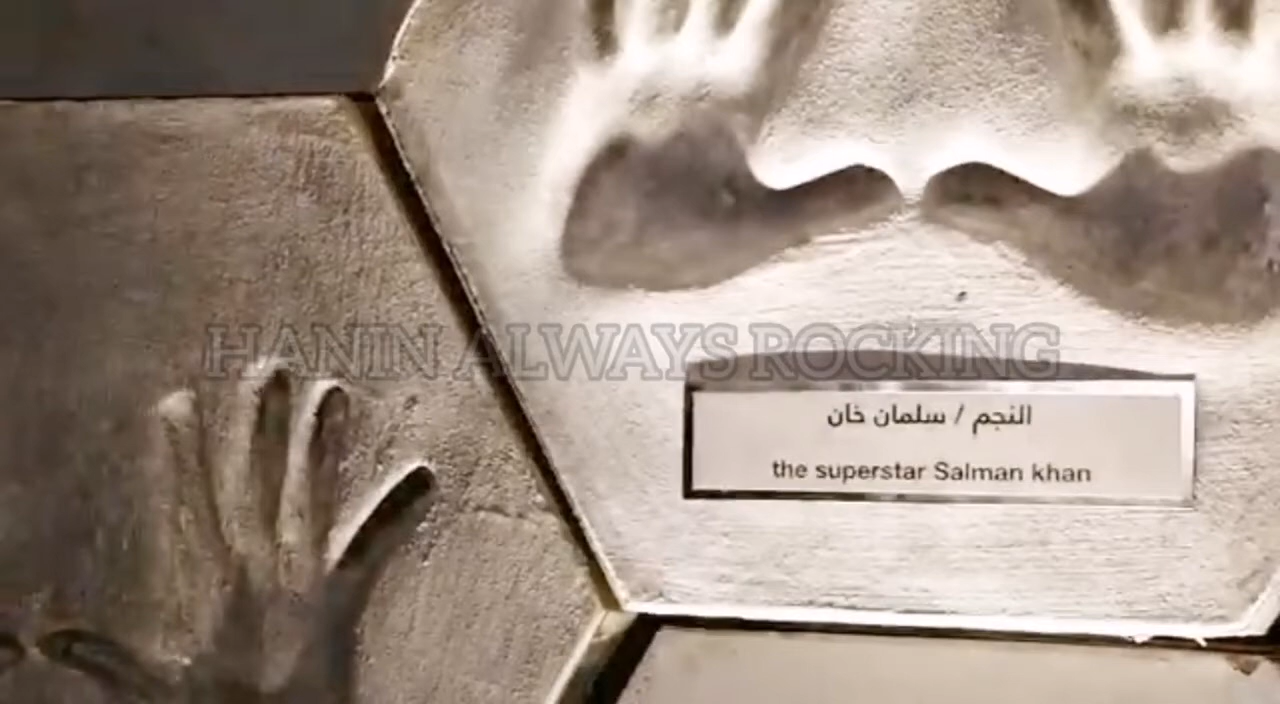 HANIN ALWAYS ROCKING
النجم / سلمان خان
the superstar Salman khan